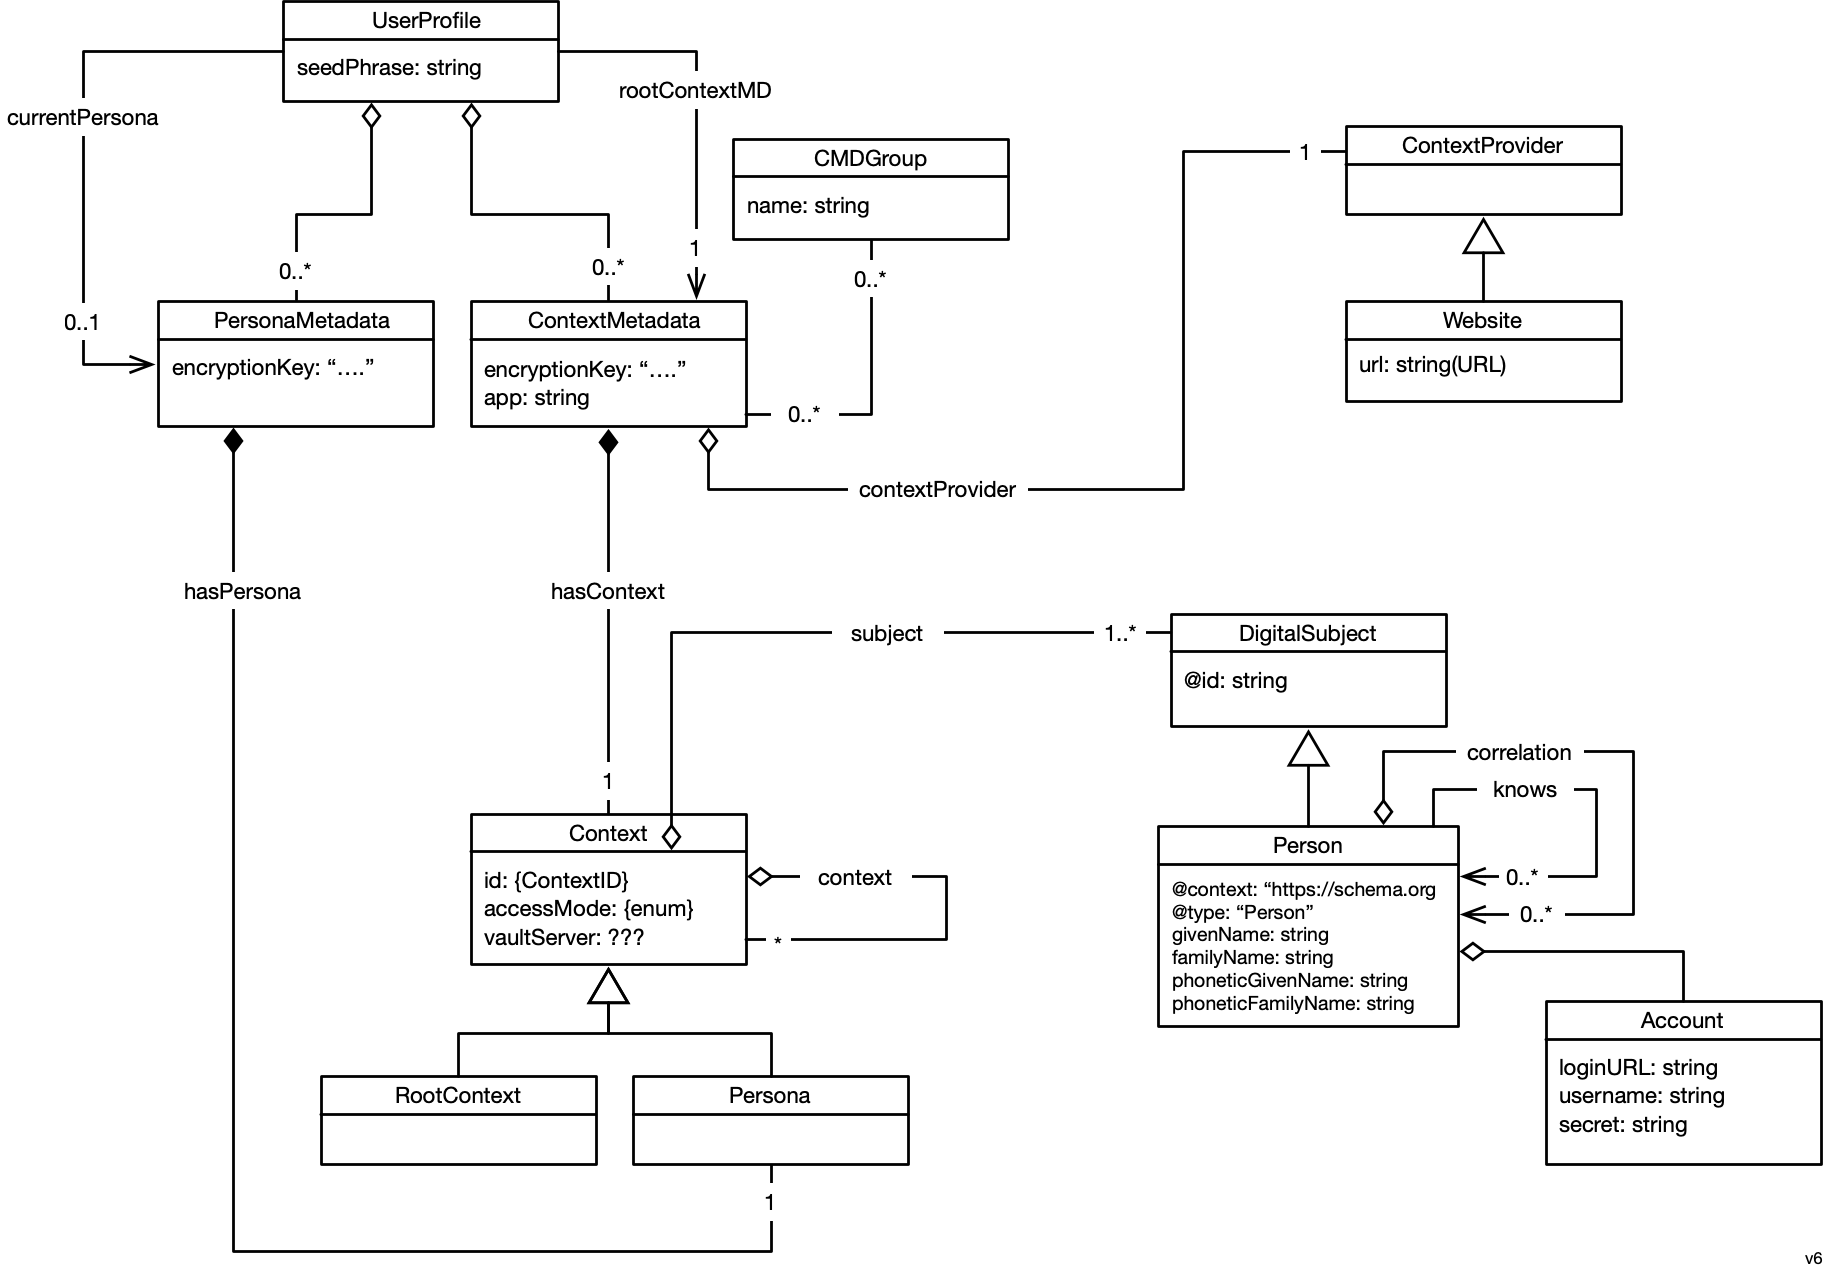 UserProfile
seedPhrase: string
currentPersona
rootContextMD
CMDGroup
name: string
ContextProvider
1
1
0..*
0..*
0..*
0..1
PersonaMetadata
encryptionKey: “....”
ContextMetadata
encryptionKey: “....”
app: string
0..*
Website
url: string(URL)
contextProvider
hasPersona
hasContext
subject
1..*
DigitalSubject
@id: string
correlation
knows
0..*
0..*
1
Context
id: {ContextID}
accessMode: {enum}
vaultServer: ???
context
*
Person
@context: “https://schema.org
@type: “Person”
givenName: string
familyName: string
phoneticGivenName: string
phoneticFamilyName: string
RootContext
Persona
1
Account
loginURL: string
username: string
secret: string
v6